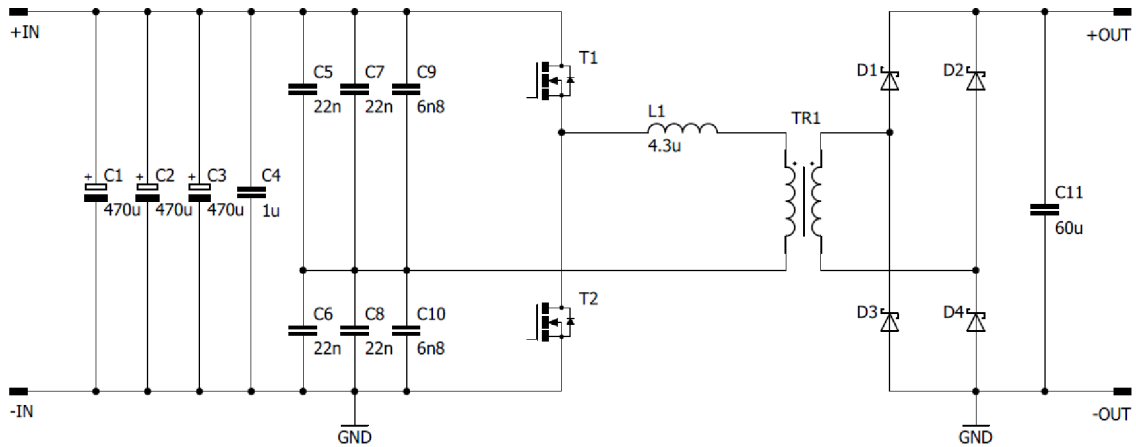 +IN
+OUT
T1
C5
C7
C9
22n
22n
6n8
D1
D2
L1
4.3u
TR1
+
C1
+
C2
+
C3
C4
470u
470u
470u
1u
C11
60u
T2
C6
C8
C10
22n
22n
6n8
D3
D4
-IN
-OUT
GND
GND